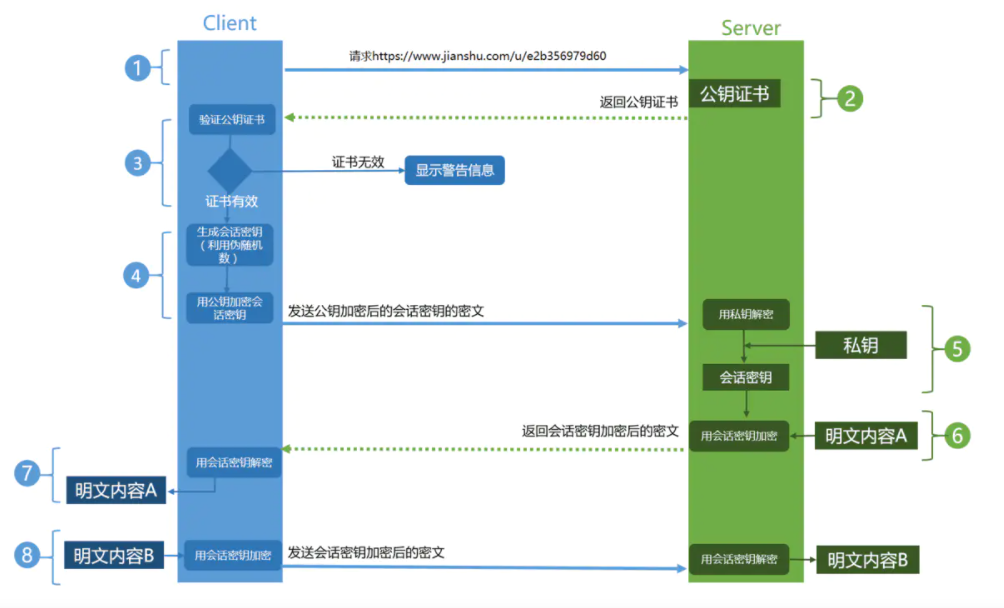 Client
Server
1
请求https://www.jianshu.com/u/e2b356979d60
公钥证书
2
返回公钥证书
验证公钥证书
3
证书无效
显示警告信息
证书有效
生成会话密钥
（利用伪随机
数）
4
用公钥加密会
话密钥
发送公钥加密后的会话密钥的密文
用私钥解密
私钥
5
会话密钥
返回会话密钥加密后的密文
用会话密钥加密
明文内容A
6
用会话密钥解密
7
明文内容A
8
明文内容B
用会话密钥加密
发送会话密钥加密后的密文
用会话密钥解密
明文内容B